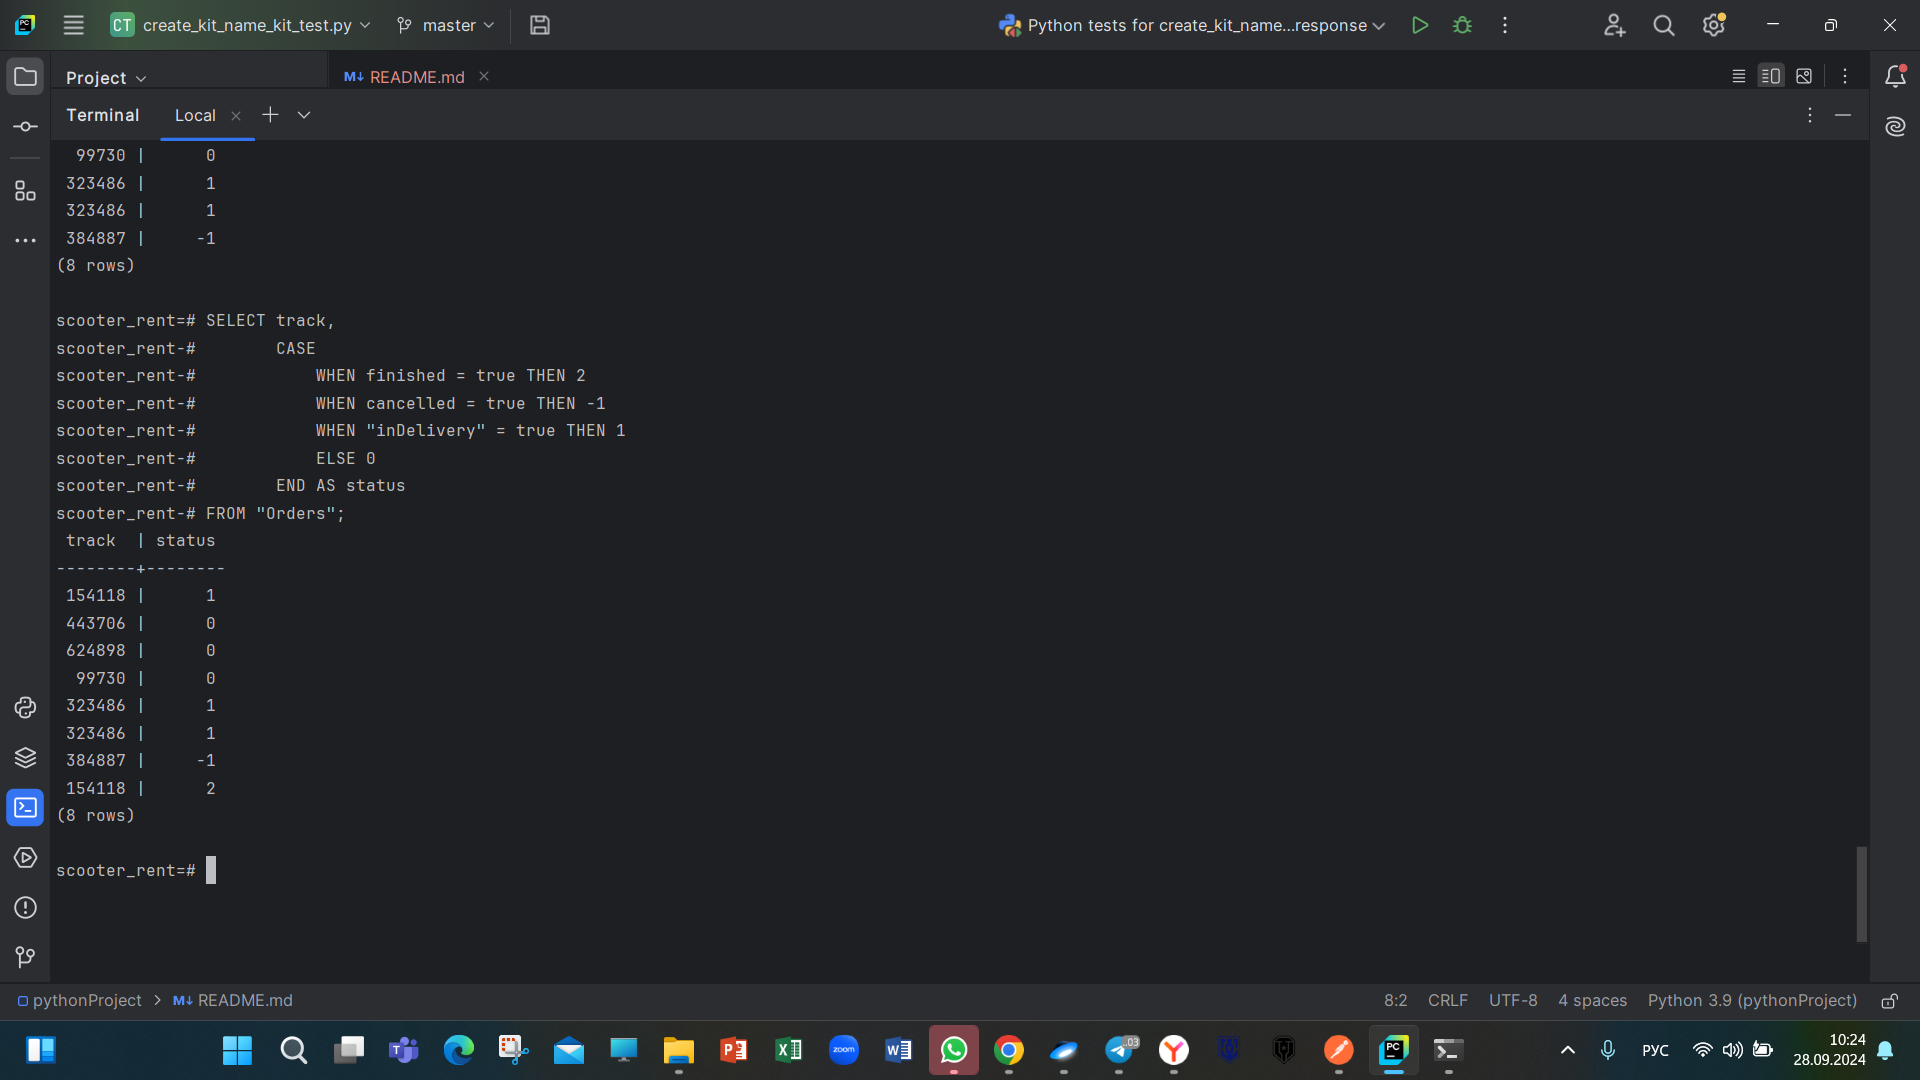 CT create_kit_name_kit_test.py master Python tests for create_kit_name...response
Project README.md
Terminal Local
99730 | 0
323486 | 1
323486 | 1
384887 | -1
(8 rows)
scooter_rent=# SELECT track,
scooter_rent-# CASE
scooter_rent-# WHEN finished = true THEN 2
scooter_rent-# WHEN cancelled = true THEN -1
scooter_rent-# WHEN "inDelivery" = true THEN 1
scooter_rent-# ELSE 0
scooter_rent-# END AS status
scooter_rent-# FROM "Orders";
track | status
--------+--------
154118 | 1
443706 | 0
624898 | 0
99730 | 0
323486 | 1
323486 | 1
384887 | -1
154118 | 2
(8 rows)
scooter_rent=#
pythonProject > README.md 8:2 CRLF UTF-8 4 spaces Python 3.9 (pythonProject)
zoom
.03
РУС
10:24
28.09.2024